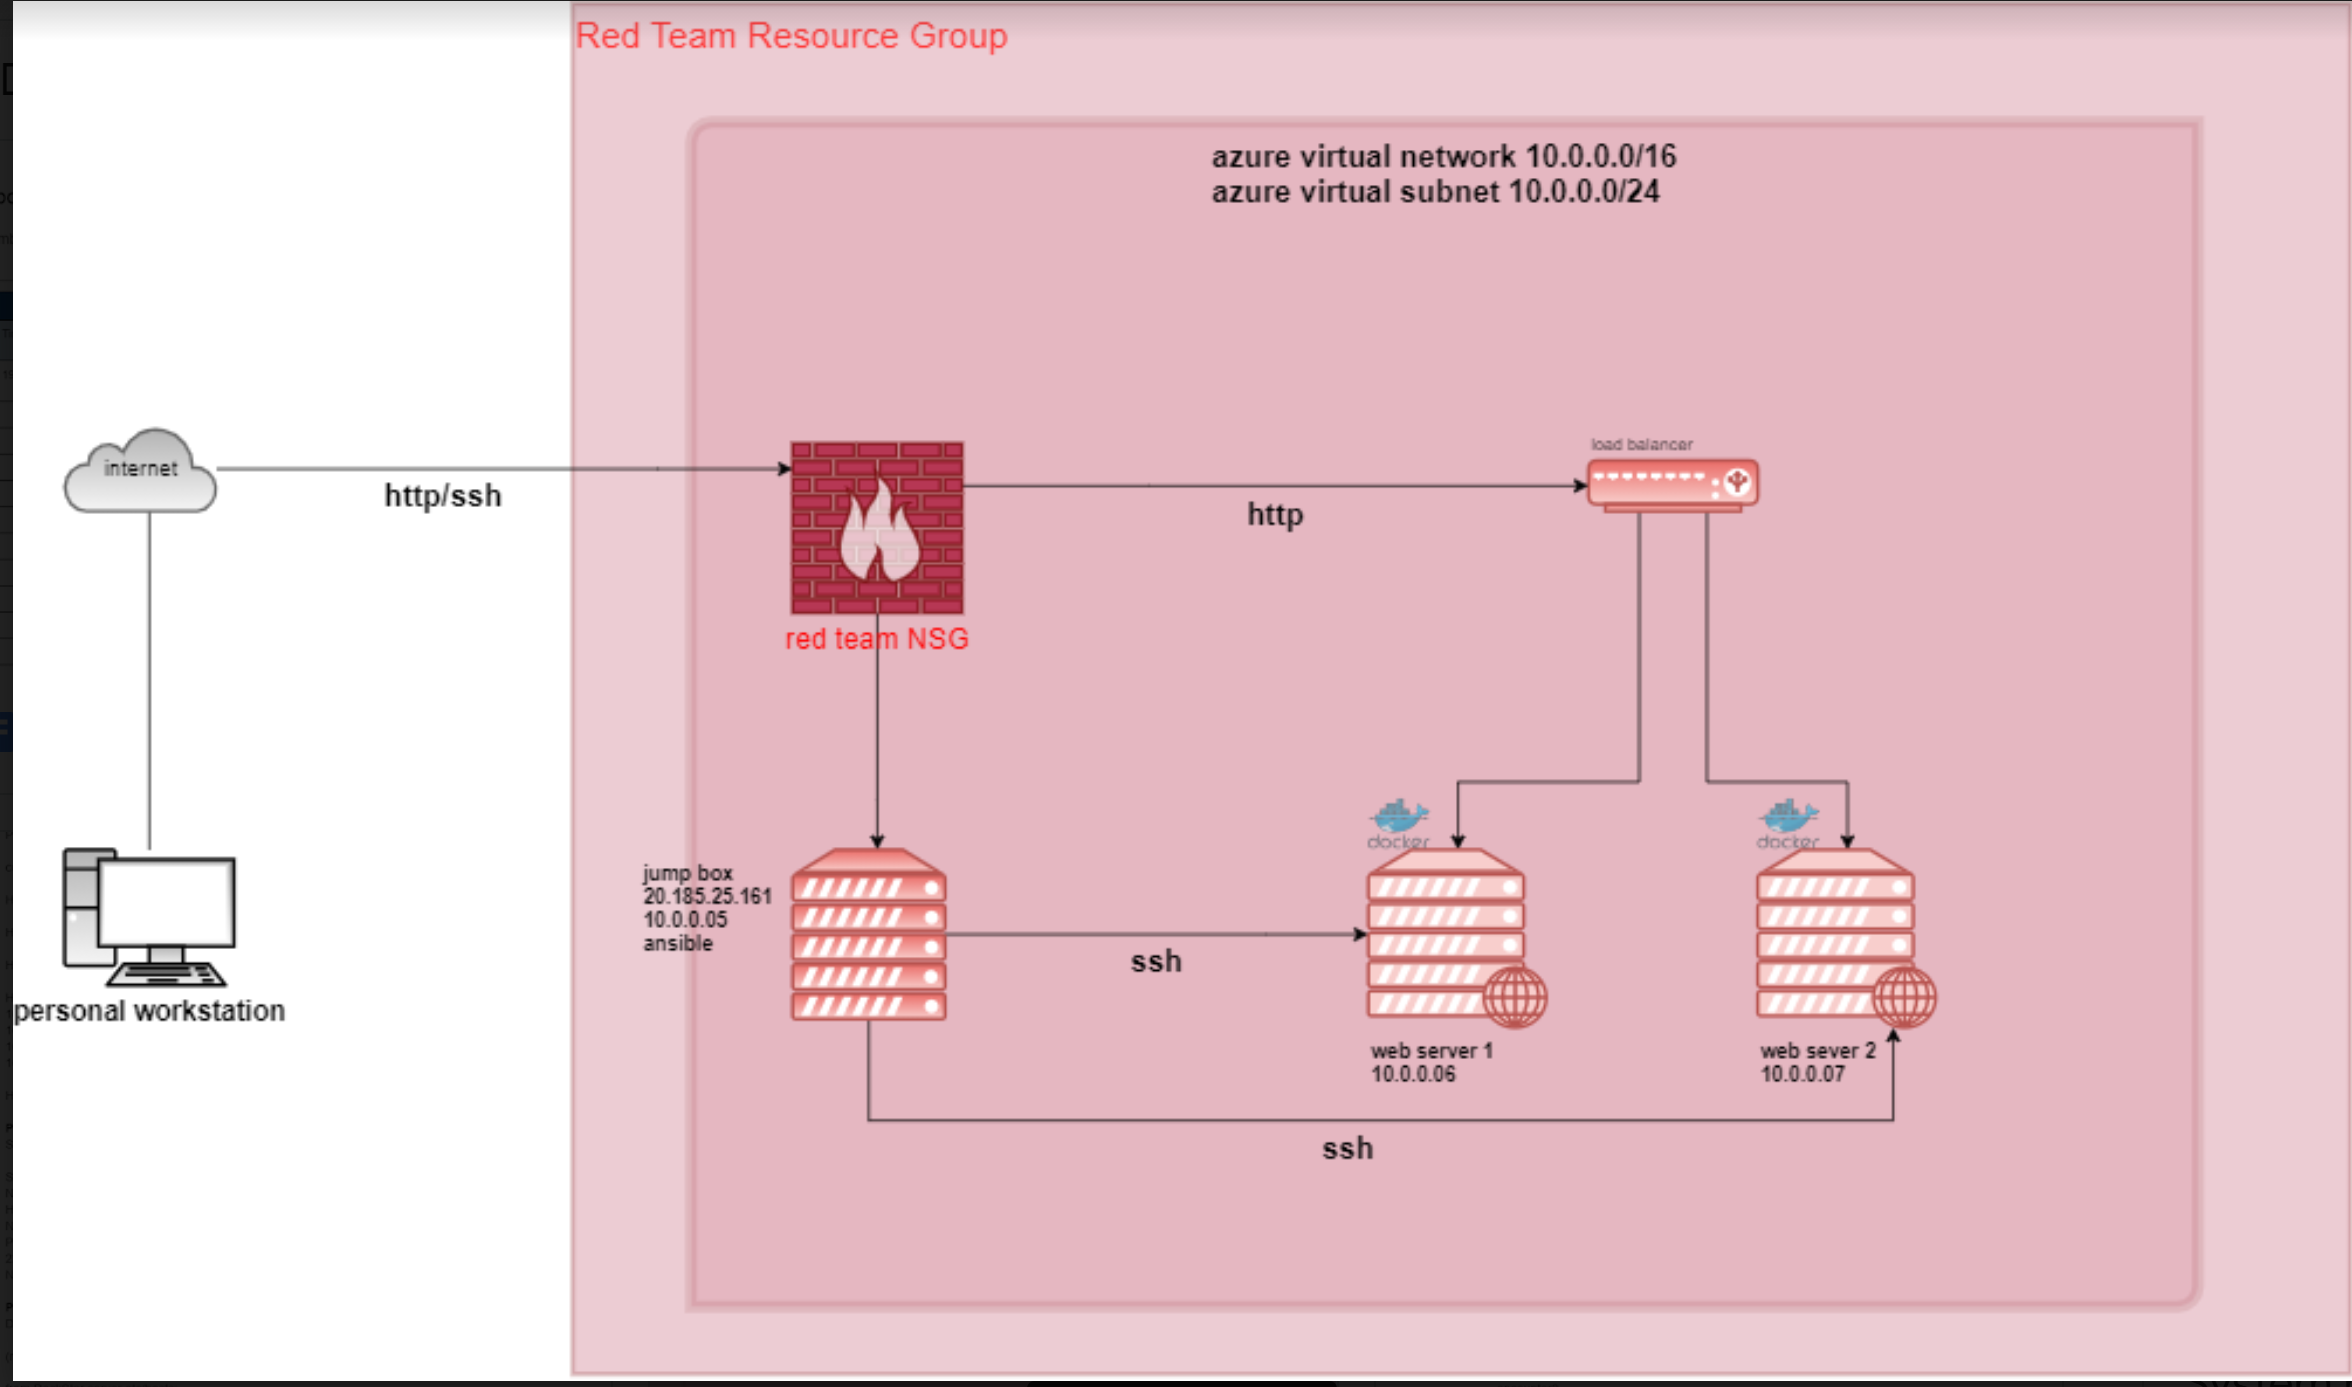 Red Team Resource Group
azure virtual network 10.0.0.0/16
azure virtual subnet 10.0.0.0/24
internet
http/ssh
load balancer
http
red team NSG
docker
docker
jump box
20.185.25.161
10.0.0.05
ansible
ssh
personal workstation
web server 1
10.0.0.06
web sever 2
10.0.0.07
ssh